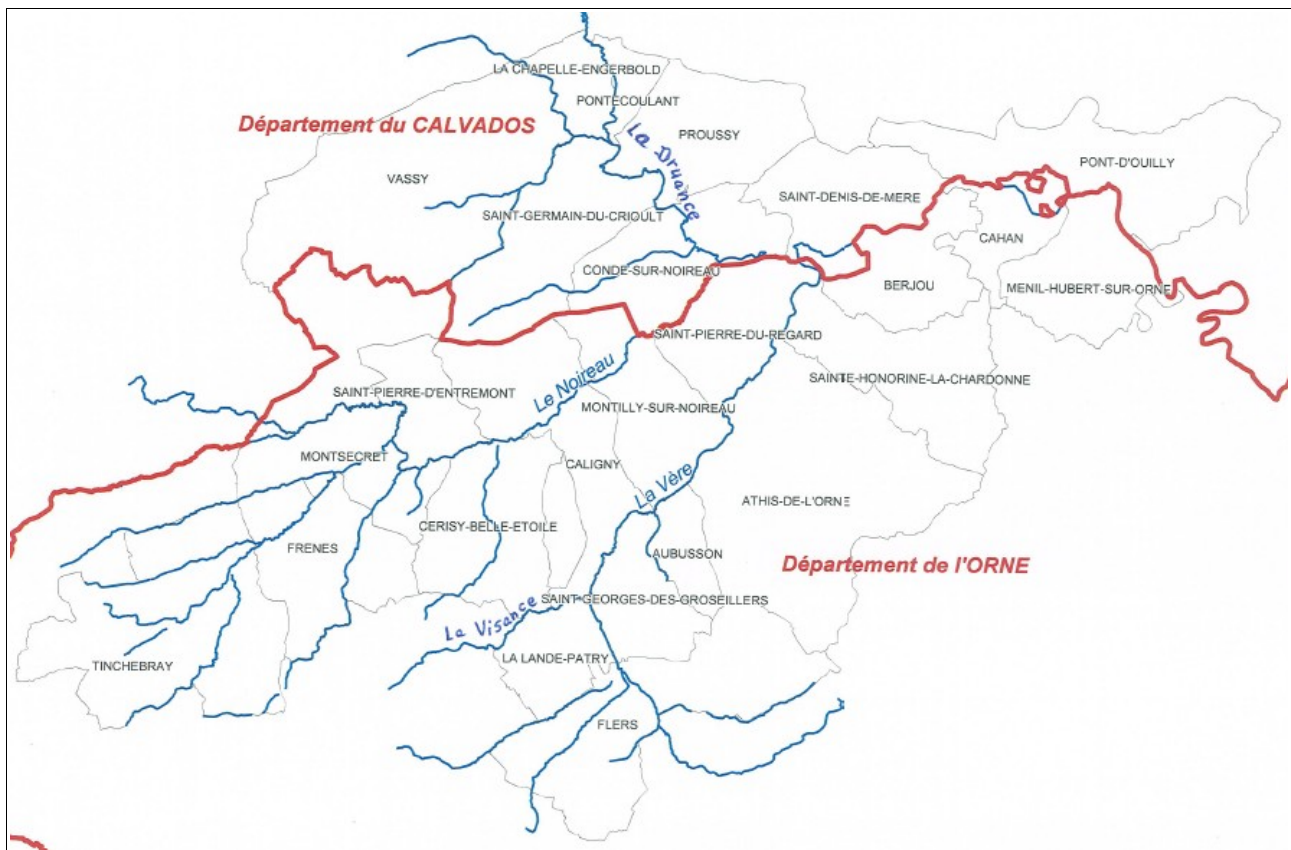 LA CHAPELLE-ENGERBOLD
PONTECOULANT
Département du CALVADOS
PROUSSY
La Druance
PONT-D'OUILLY
VASSY
SAINT-DENIS-DE-MERE
SAINT-GERMAIN-DU-CRIOULT
CAHAN
CONDE-SUR-NOIREAU
BERJOU
MENIL-HUBERT-SUR-ORNE
SAINT-PIERRE-DU-REGARD
Le Noireau
SAINTE-HONORINE-LA-CHARDONNE
SAINT-PIERRE-D'ENTREMONT
MONTILLY-SUR-NOIREAU
MONTSECRET
CALIGNY
La Vère
ATHIS-DE-L'ORNE
CERISY-BELLE-ETOILE
FRENES
AUBUSSON
Département de l'ORNE
SAINT-GEORGES-DES-GROSEILLERS
La Visance
TINCHEBRAY
LA LANDE-PATRY
FLERS